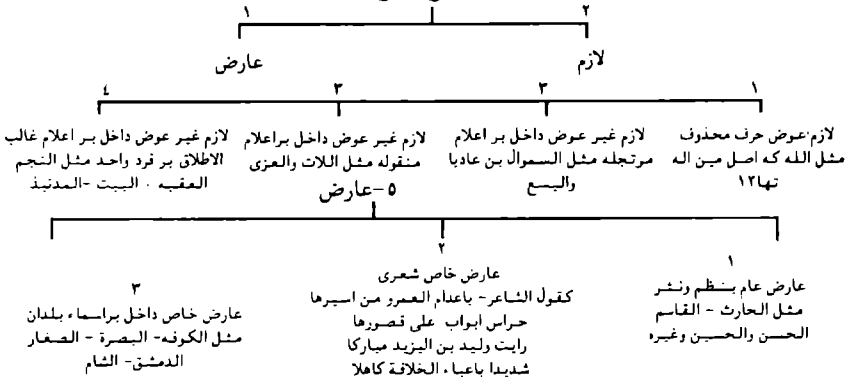 ٢ ١
لازم عارض
١ ٣ ٣ ٤
لازم عوض حرف محذوف
مثل الله كه اصل مين اله
تها١٢
لازم غير عوض داخل بر اعلام
مرتجله مثل السموال بن عاديا
واليسع
لازم غير عوض داخل براعلام
منقوله مثل اللات والعزى
لازم غير عوض داخل بر اعلام غالب
الاطلاق بر فرد واحد مثل النجم
العقبه . البيت -المدنيذ
٥-عارض
١
عارض عام بنظم ونثر
مثل الحارث - القاسم
الحسن والحسين وغيره
٢
عارض خاص شعرى
كقول الشاعر- باعدام العمرو من اسيرها
حراس أبواب على قصورها
رايت وليد بن اليزيد مباركا
شديدا باعباء الخلافة كاهلا
٣
عارض خاص داخل براسماء بلدان
مثل الكوفه- البصرة - الصغار
الدمشق- الشام